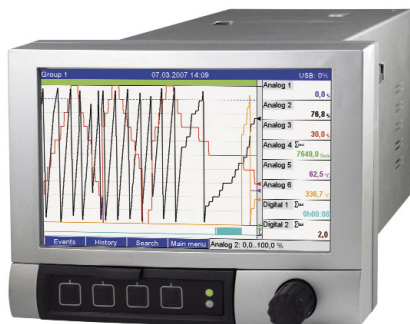 Group 1 07.03.2007 14:09 USB: 0%
Analog 1
0,0
Analog 2
76,8
Analog 3
30,0
Analog 4 Σ
7649,0
Analog 5
62,5 °C
Analog 6
336,7 °C
Digital 1 Σ
0h00:08
Digital 2 Σ
2,0
Events History Search Main menu Analog 2: 0,0..100,0 %